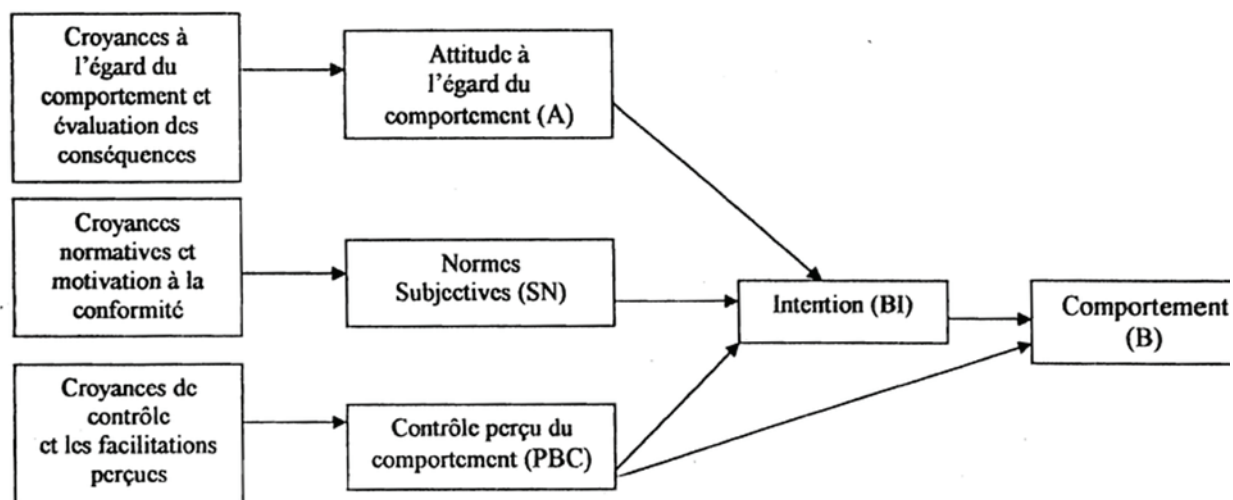 Croyances à
l'égard du
comportement et
évaluation des
conséquences
Attitude à
l'égard du
comportement (A)
Croyances
normatives et
motivation à la
conformité
Normes
Subjectives (SN)
Intention (BI)
Comportement
(B)
Croyances de
contrôle
et les facilitations
perçues
Contrôle perçu du
comportement (PBC)